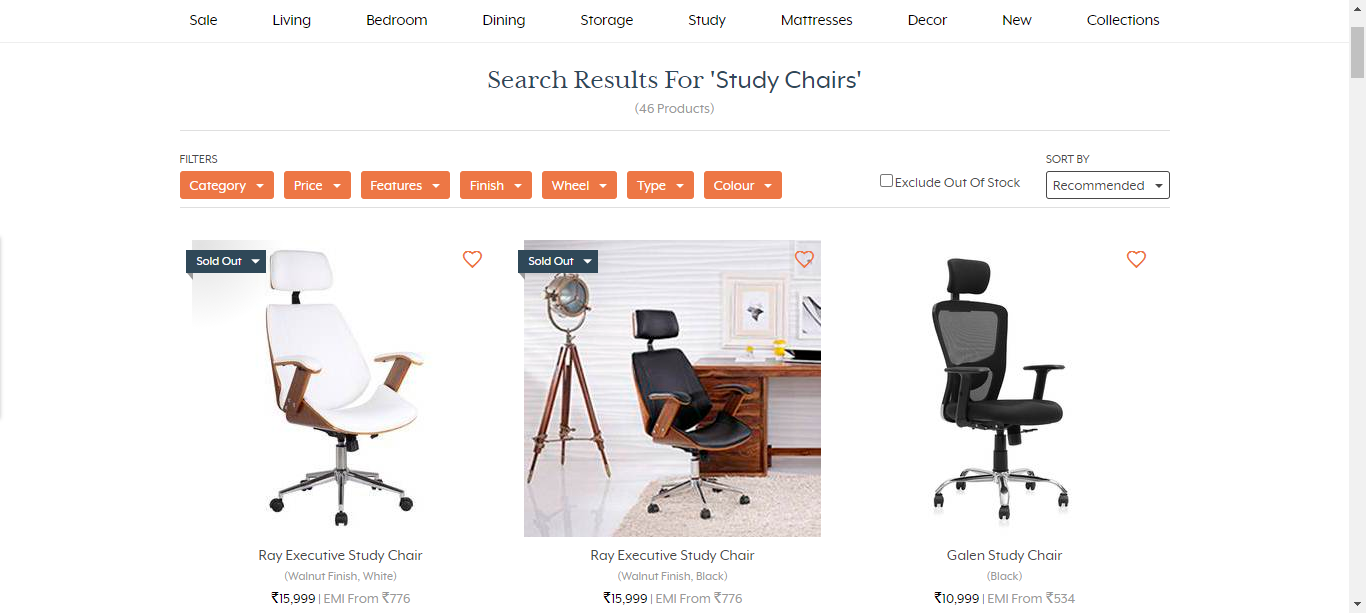 Sale Living Bedroom Dining Storage Study Mattresses Decor New Collections
Search Results For 'Study Chairs'
(46 Products)
FILTERS SORT BY
Category Price Features Finish Wheel Type Colour Exclude Out Of Stock Recommended
Sold Out Sold Out
Ray Executive Study Chair Ray Executive Study Chair Galen Study Chair
(Walnut Finish, White) (Walnut Finish, Black) (Black)
₹15,999 | EMI From ₹776 ₹15,999 | EMI From ₹776 ₹10,999 | EMI From ₹534